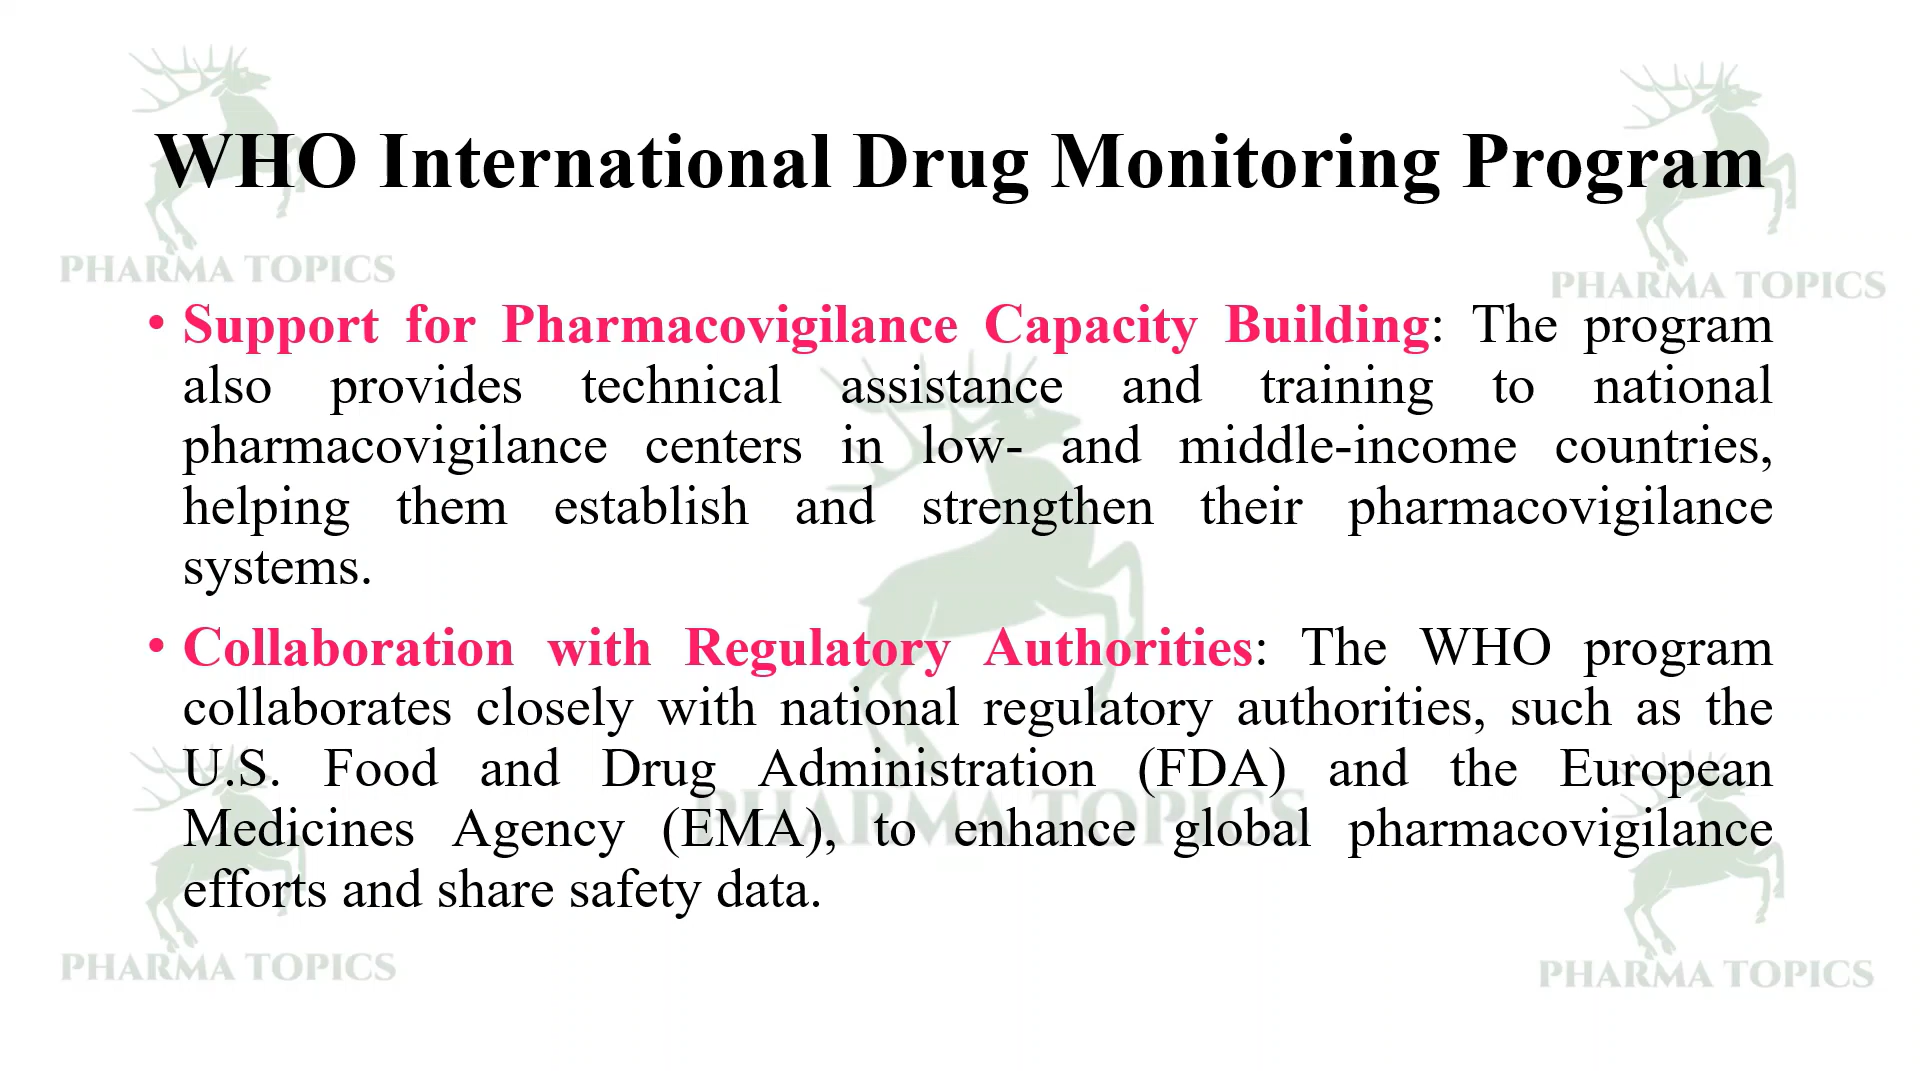 WHO International Drug Monitoring Program
PHARMA TOPICS
PHARMA TOPICS
• Support for Pharmacovigilance Capacity Building: The program
also provides technical assistance and training to national
pharmacovigilance centers in low- and middle-income countries,
helping them establish and strengthen their pharmacovigilance
systems.
• Collaboration with Regulatory Authorities: The WHO program
collaborates closely with national regulatory authorities, such as the
U.S. Food and Drug Administration (FDA) and the European
Medicines Agency (EMA), to enhance global pharmacovigilance
efforts and share safety data.
PHARMA TOPICS
PHARMA TOPICS
PHARMA TOPICS